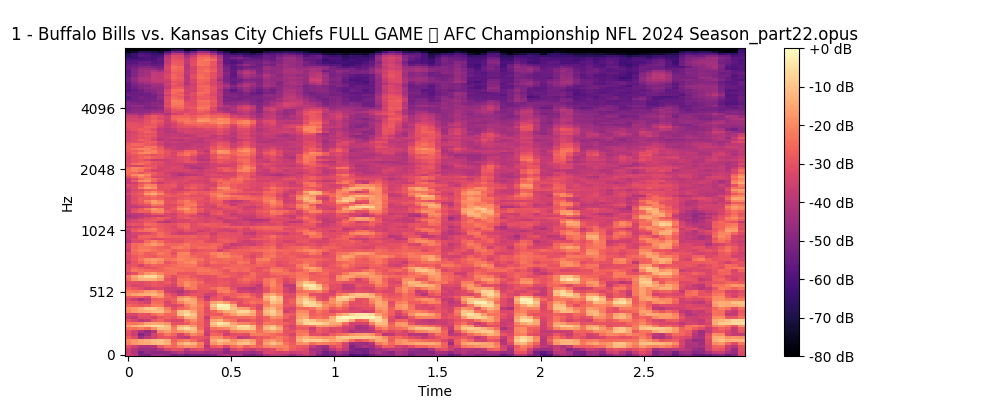 1 - Buffalo Bills vs. Kansas City Chiefs FULL GAME ▯ AFC Championship NFL 2024 Season_part22.opus
+0 dB
-10 dB
-20 dB
-30 dB
-40 dB
-50 dB
-60 dB
-70 dB
-80 dB
4096
2048
1024
512
0
Hz
0
0.5
1
1.5
2
2.5
Time